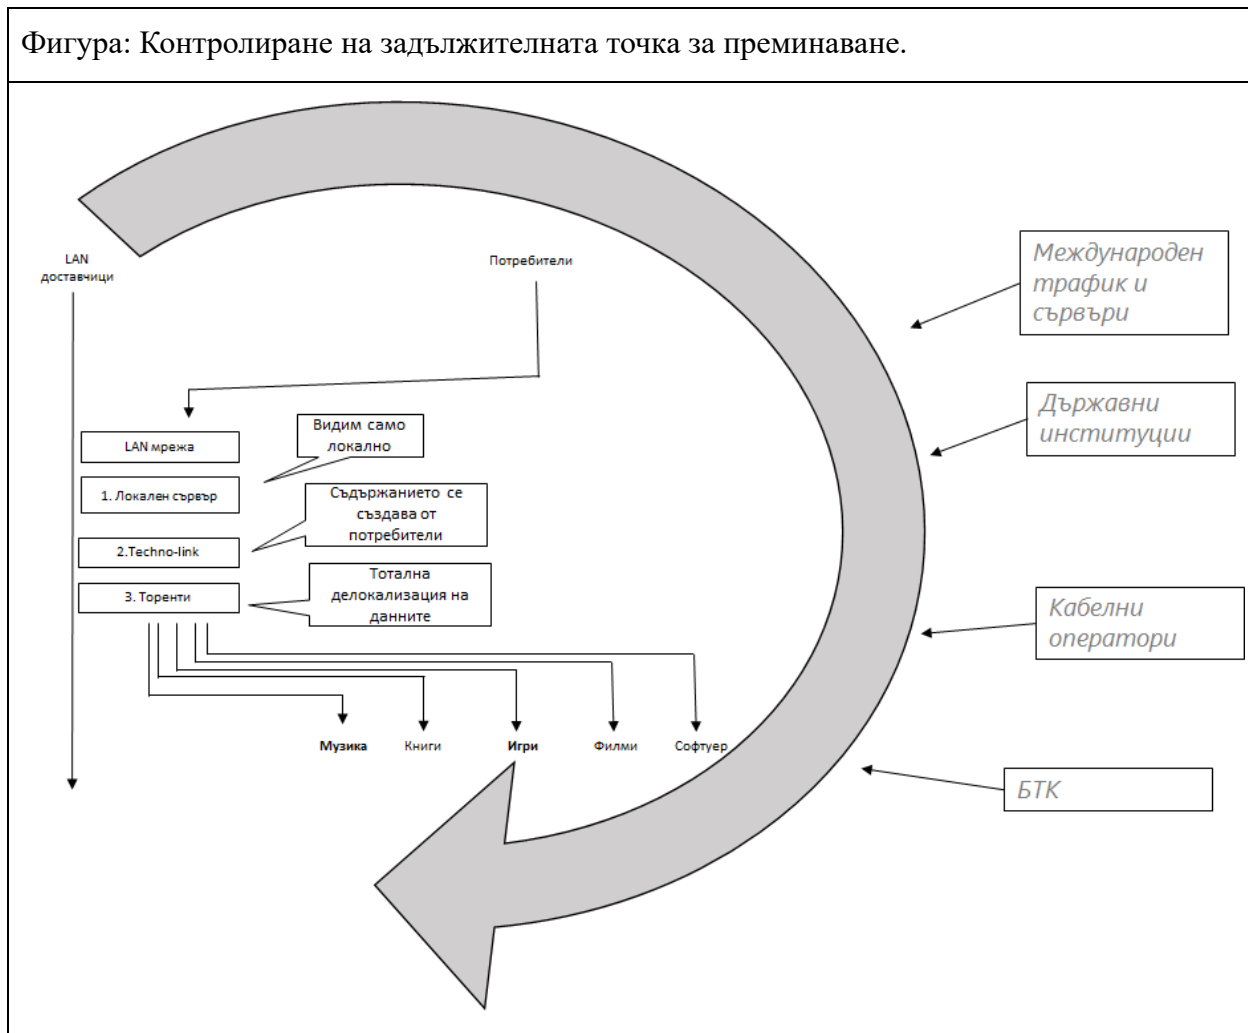 Фигура: Контролиране на задължителната точка за преминаване.
LAN
доставчици
Потребители
Международен
трафик и
сървъри
Държавни
институции
Видим само
локално
LAN мрежа
1. Локален сървър
Съдържанието се
създава от
потребители
2.Techno-link
Тотална
делокализация на
данните
3. Торенти
Кабелни
оператори
Музика
Книги
Игри
Филми
Софтуер
БТК